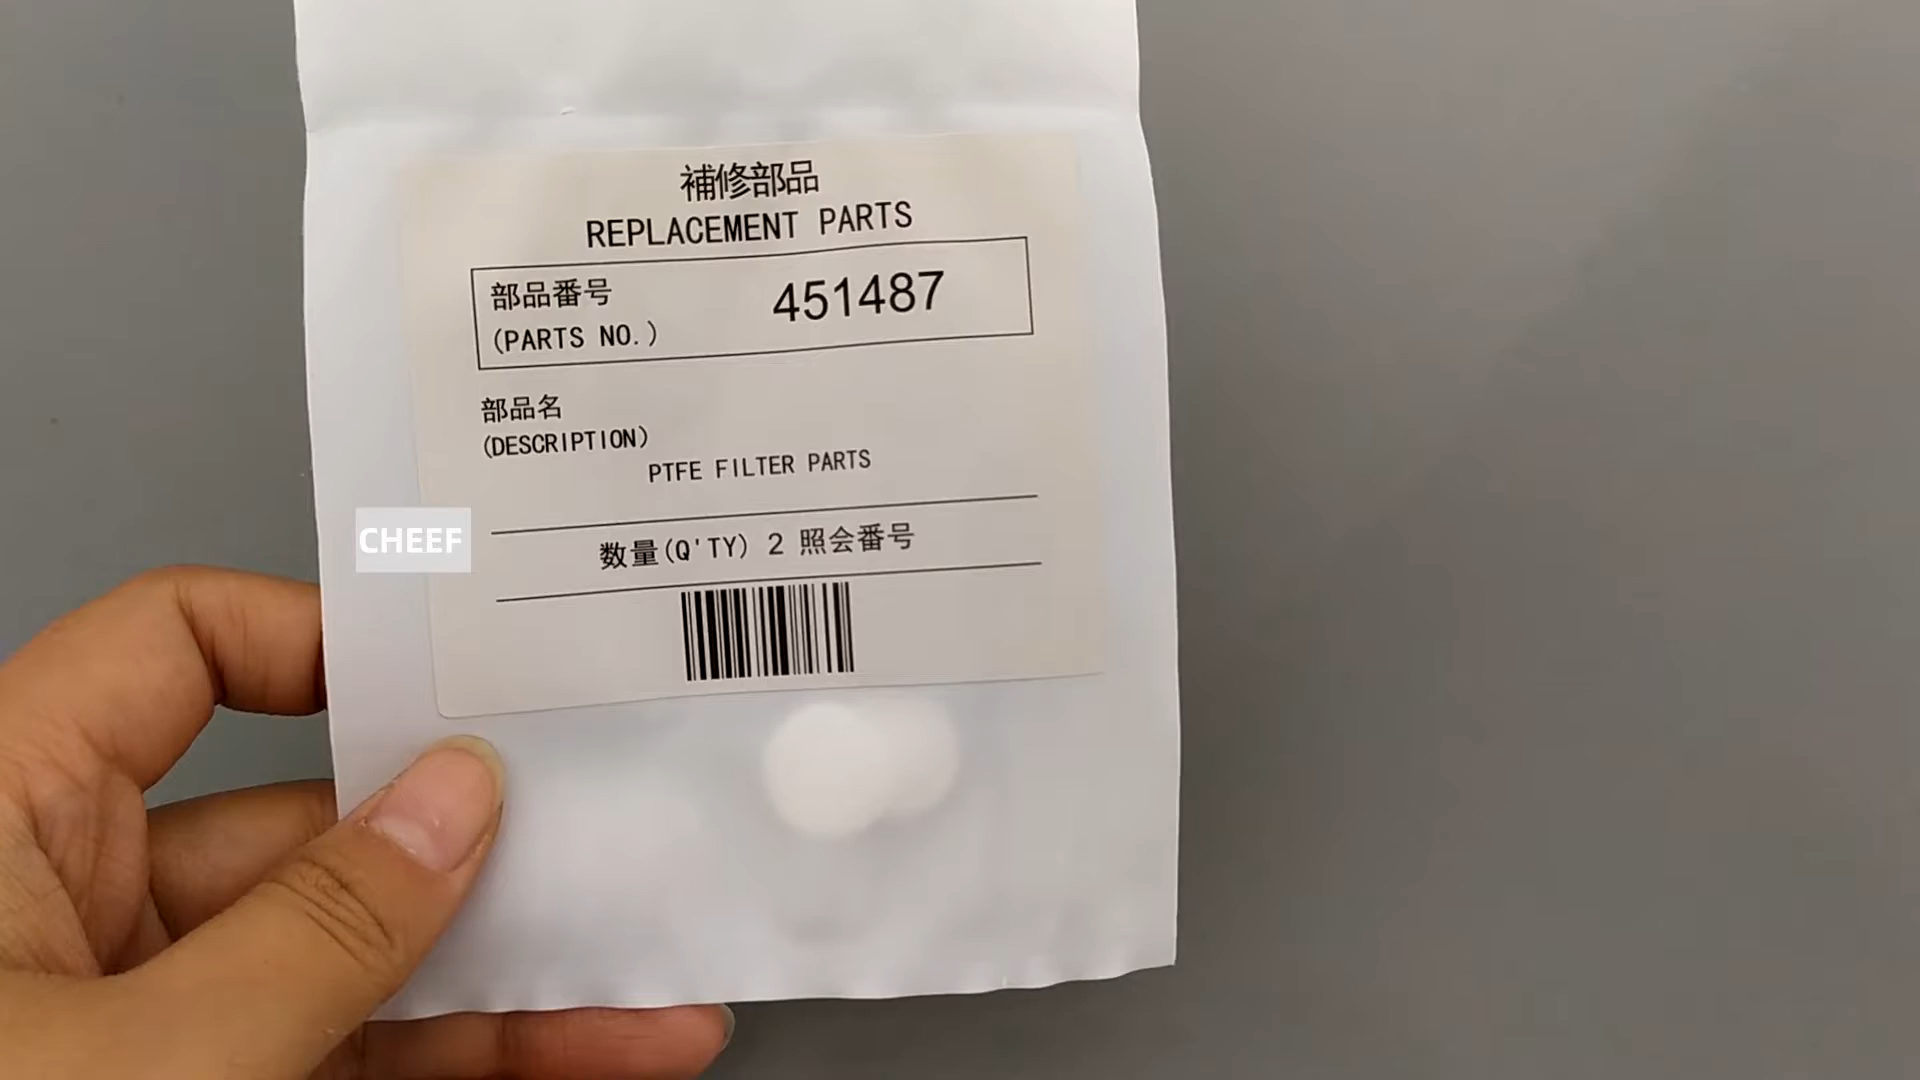 補修部品
REPLACEMENT PARTS
部品番号
(PARTS NO.)
451487
部品名
(DESCRIPTION)
PTFE FILTER PARTS
CHEEF
数量(Q'TY) 2 照会番号